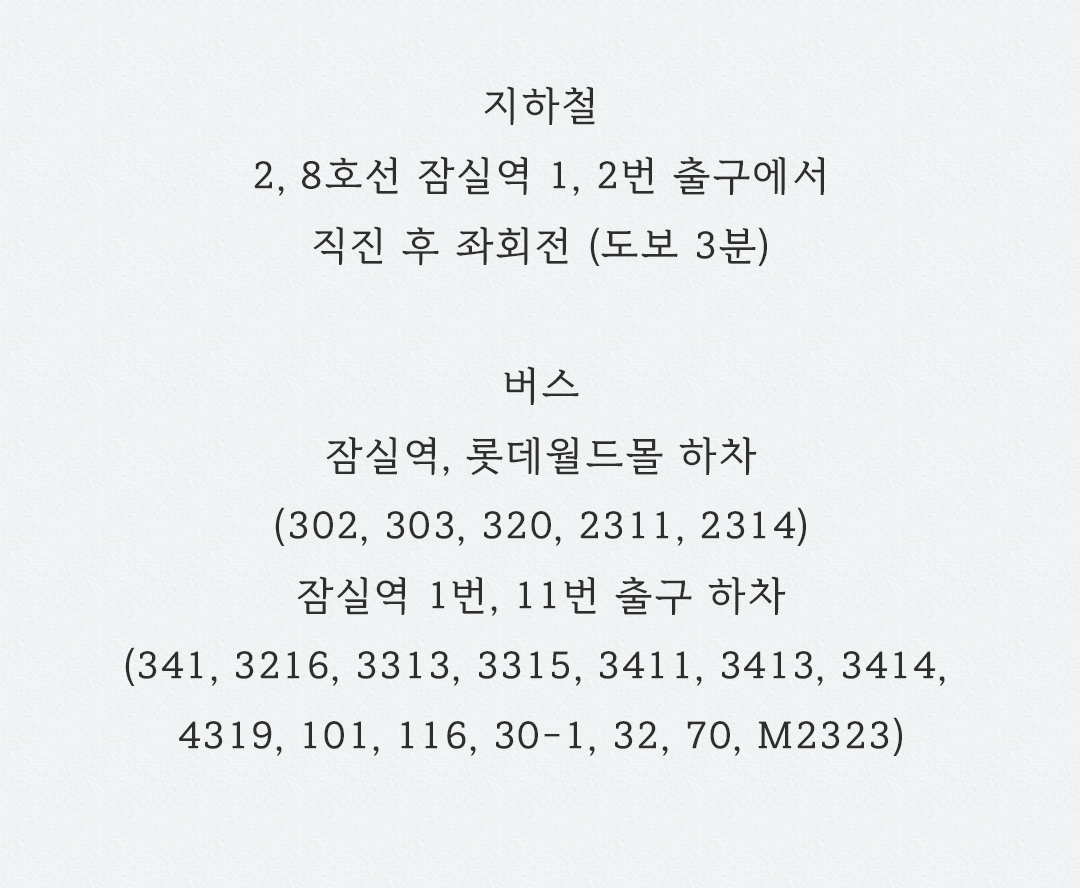 지하철
2, 8호선 잠실역 1, 2번 출구에서
직진 후 좌회전 (도보 3분)
버스
잠실역, 롯데월드몰 하차
(302, 303, 320, 2311, 2314)
잠실역 1번, 11번 출구 하차
(341, 3216, 3313, 3315, 3411, 3413, 3414,
4319, 101, 116, 30-1, 32, 70, M2323)